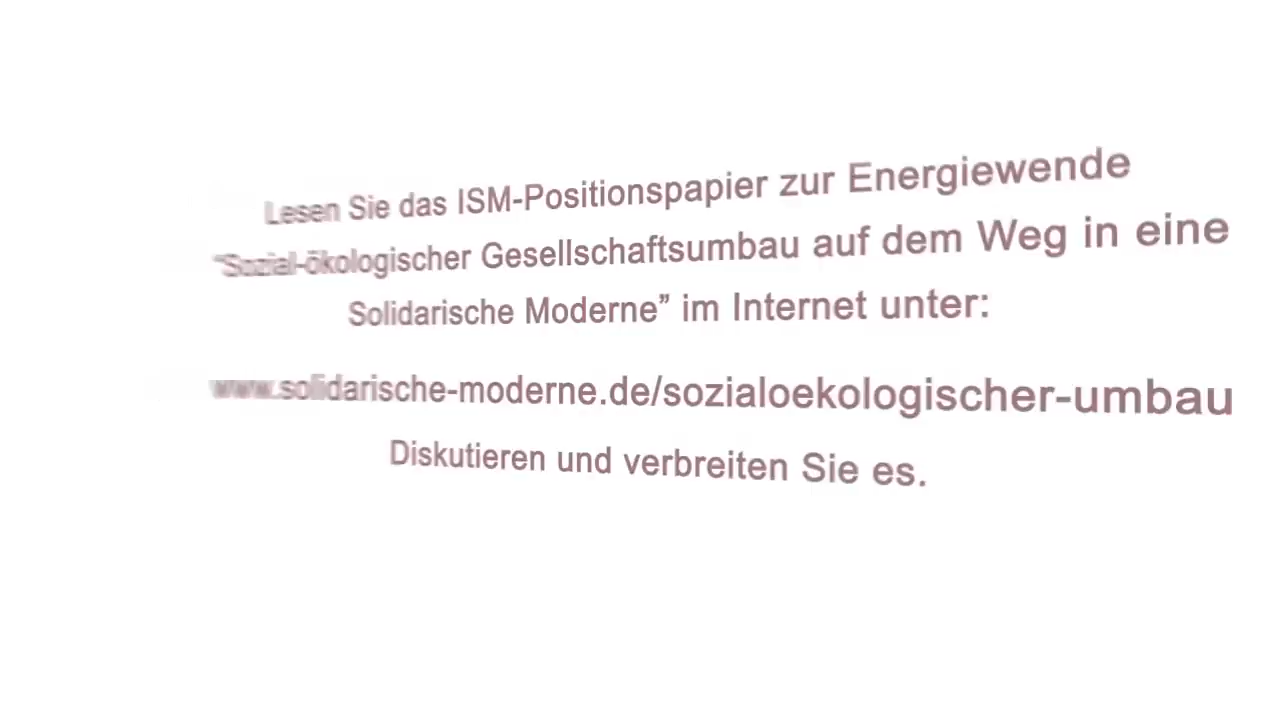 Lesen Sie das ISM-Positionspapier zur Energiewende
“Sozial-ökologischer Gesellschaftsumbau auf dem Weg in eine
Solidarische Moderne” im Internet unter:
www.solidarische-moderne.de/sozialoekologischer-umbau
Diskutieren und verbreiten Sie es.